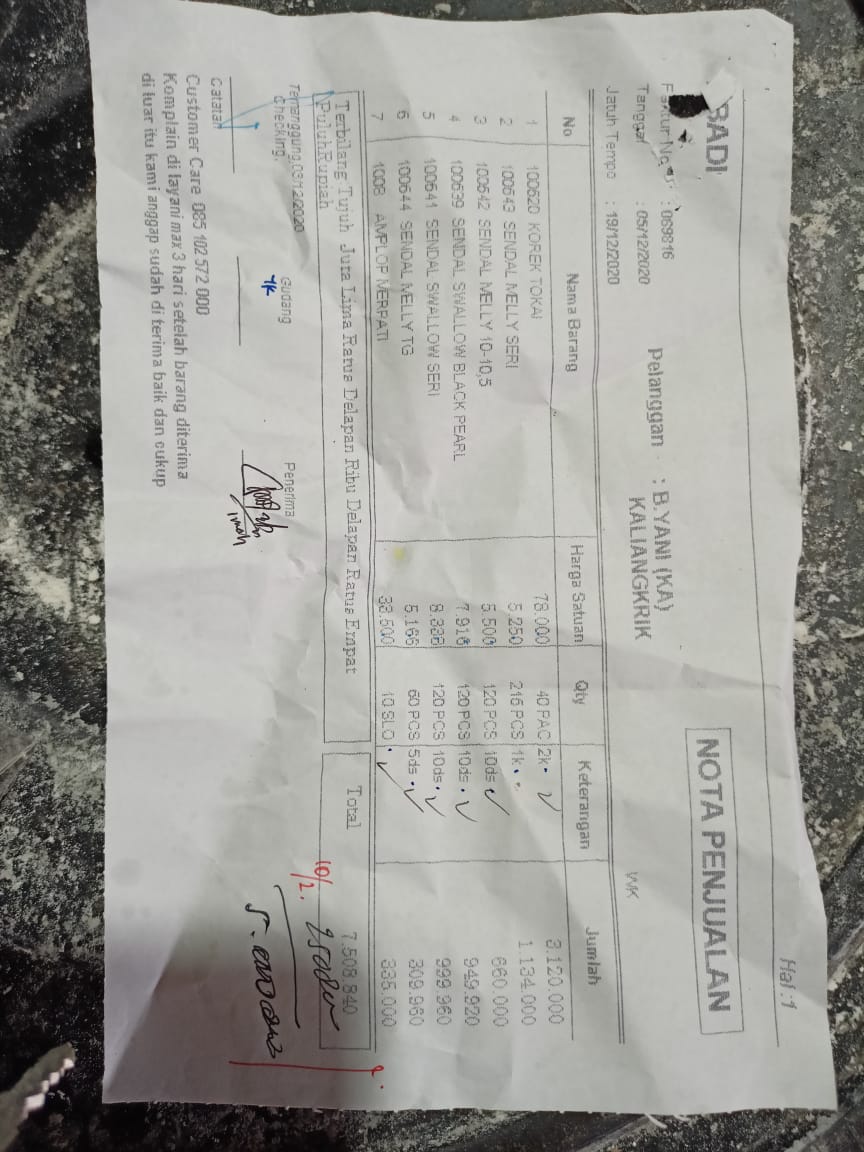 Hal :1
BADI
NOTA PENJUALAN
Faktur No : 069816
Tanggal : 05/12/2020
Jatuh Tempo : 19/12/2020
Pelanggan : B.YANI (KA)
KALIANGKRIK
WK
No Nama Barang Harga Satuan Qty Keterangan Jumlah
1 100620 KOREK TOKAI 78.000 40 PAC 2k 3.120.000
2 100643 SENDAL MELLY SERI 5.250 216 PCS 1k 1.134.000
3 100642 SENDAL MELLY 10-10,5 5.500 120 PCS 10ds 660.000
4 100639 SENDAL SWALLOW BLACK PEARL 7.916 120 PCS 10ds 949.920
5 100641 SENDAL SWALLOW SERI 8.333 120 PCS 10ds 999.960
6 100644 SENDAL MELLY TG 5.166 60 PCS 5ds 309.960
7 1008 AMPLOP MERPATI 33.500 10 SLO 335.000
Terbilang Tujuh Juta Lima Ratus Delapan Ribu Delapan Ratus Empat
PuluhRupiah
Total 7.508.840
10/2.
Temanggung,03/12/2020
Checking,
Gudang
YK
Penerima
Imah
Catatan
Customer Care 085 102 572 000
Komplain di layani max 3 hari setelah barang diterima
di luar itu kami anggap sudah di terima baik dan cukup